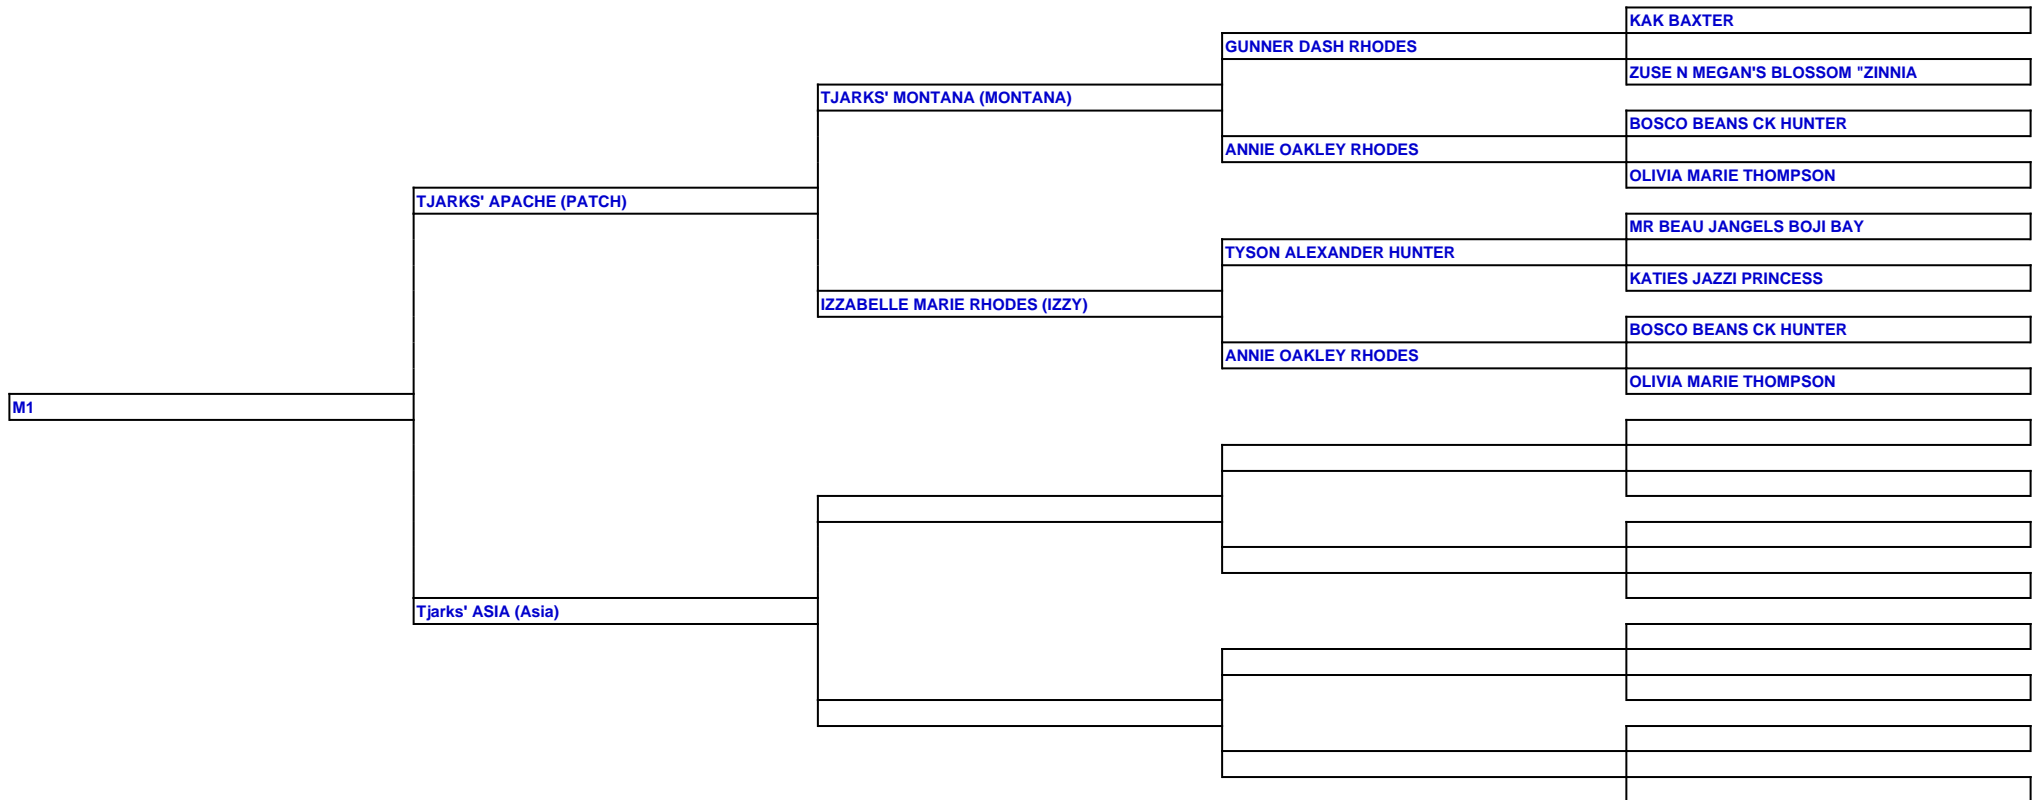 KAK BAXTER
GUNNER DASH RHODES
ZUSE N MEGAN'S BLOSSOM "ZINNIA
TJARKS' MONTANA (MONTANA)
BOSCO BEANS CK HUNTER
ANNIE OAKLEY RHODES
OLIVIA MARIE THOMPSON
TJARKS' APACHE (PATCH)
MR BEAU JANGELS BOJI BAY
TYSON ALEXANDER HUNTER
KATIES JAZZI PRINCESS
IZZABELLE MARIE RHODES (IZZY)
BOSCO BEANS CK HUNTER
ANNIE OAKLEY RHODES
OLIVIA MARIE THOMPSON
M1
Tjarks' ASIA (Asia)